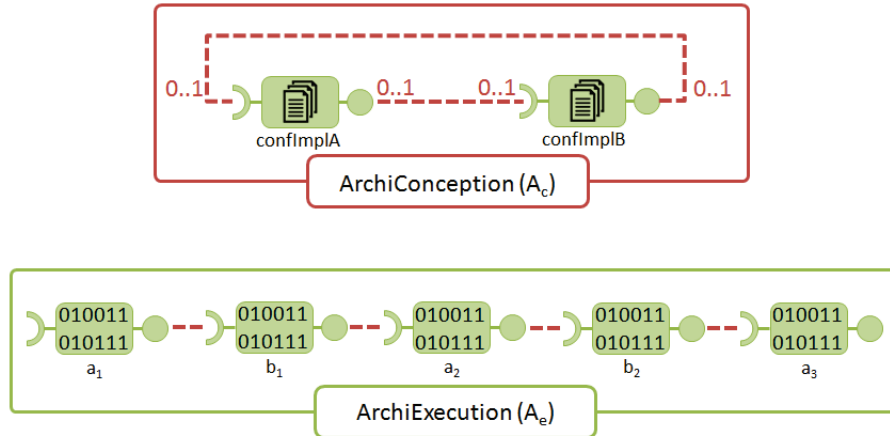 0..1 0..1 0..1 0..1
confImplA confImplB
ArchiConception (Ac)
010011 010011 010011 010011 010011
010111 010111 010111 010111 010111
a1 b1 a2 b2 a3
ArchiExecution (Ae)